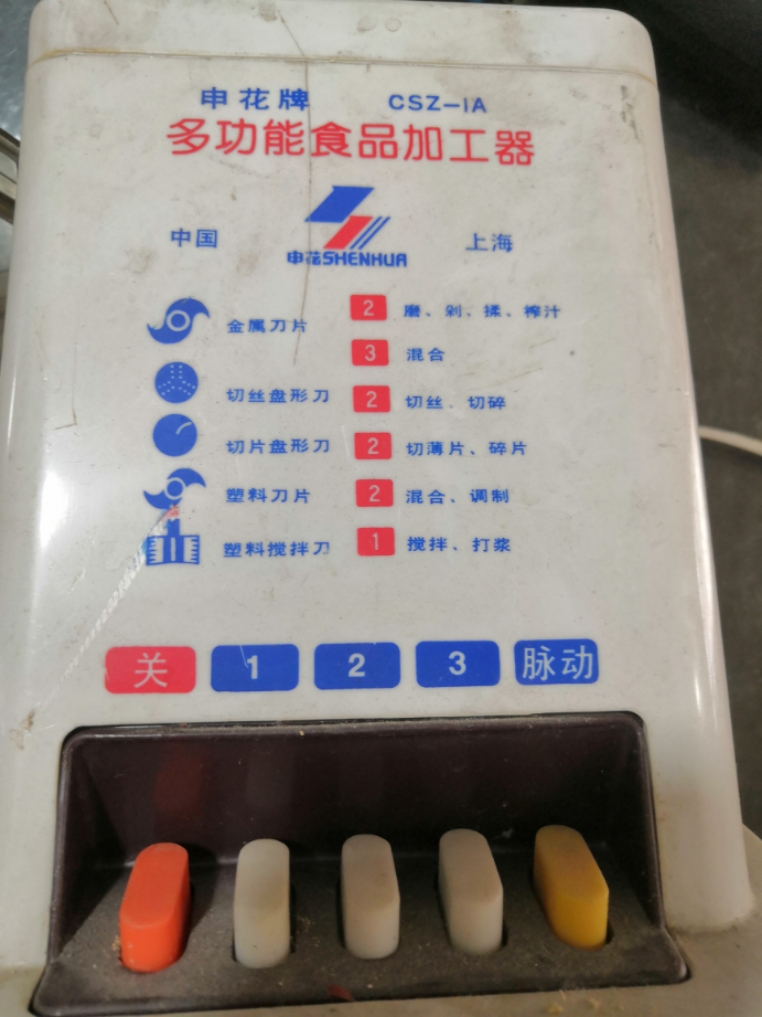 申花牌 CSZ-1A
多功能食品加工器
中国 上海
申花SHENHUA
金属刀片 2 磨、剁、揉、榨汁
3 混合
切丝盘形刀 2 切丝、切碎
切片盘形刀 2 切薄片、碎片
塑料刀片 2 混合、调制
塑料搅拌刀 1 搅拌、打浆
关 1 2 3 脉动